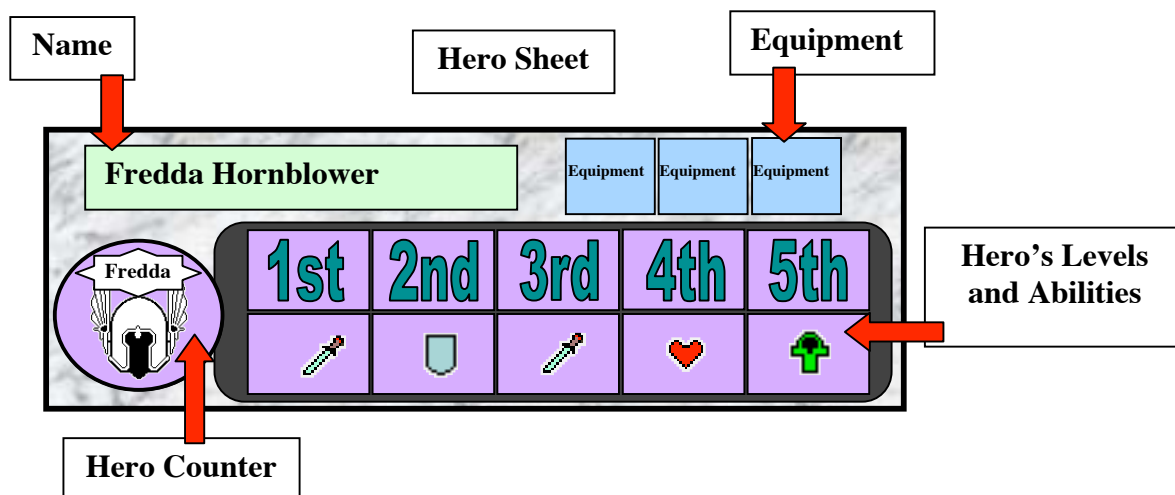 Name
Hero Sheet
Equipment
Fredda Hornblower
Equipment Equipment Equipment
Fredda
1st 2nd 3rd 4th 5th
Hero’s Levels
and Abilities
Hero Counter